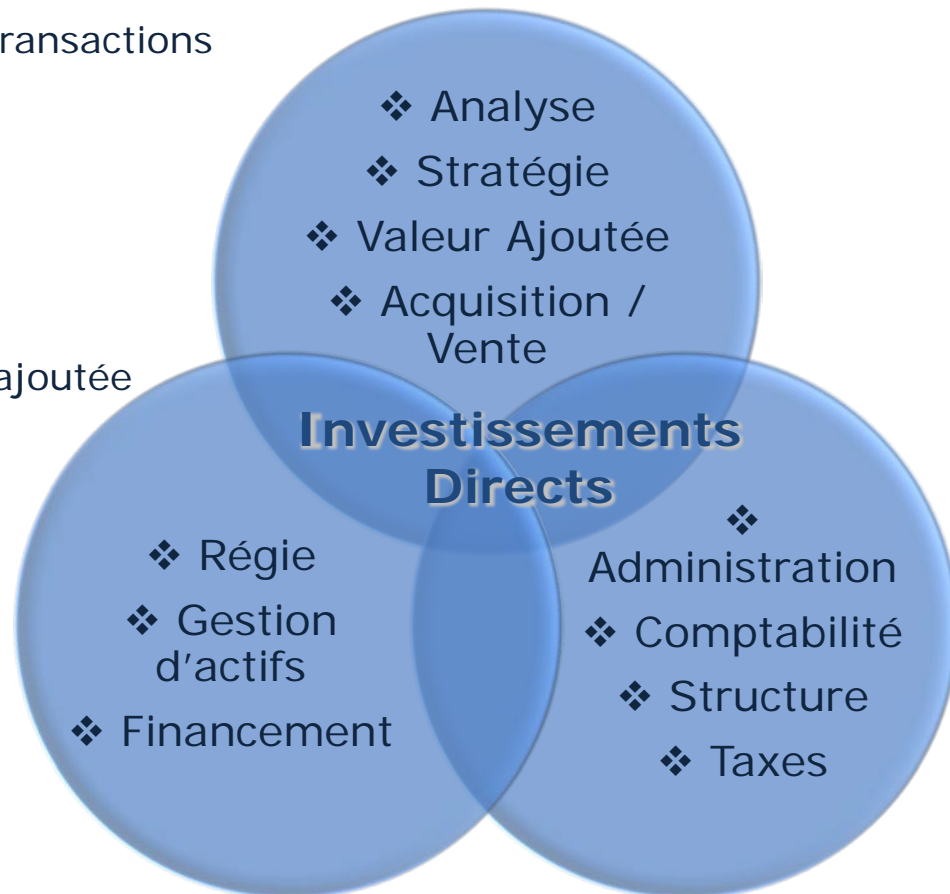 ransactions
❖ Analyse
❖ Stratégie
❖ Valeur Ajoutée
❖ Acquisition /
Vente
ajoutée
Investissements
Directs
❖ Régie
❖ Gestion
d'actifs
❖ Financement
❖
Administration
❖ Comptabilité
❖ Structure
❖ Taxes